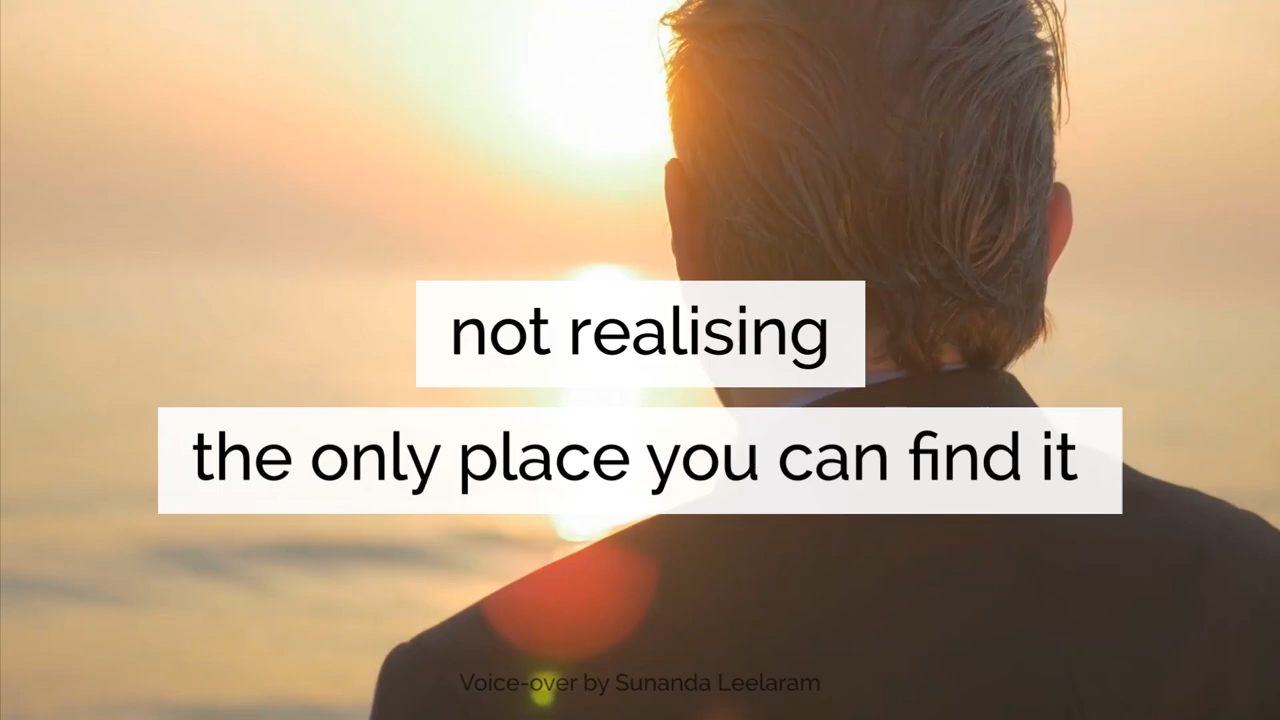 not realising
the only place you can find it
Voice-over by Sunanda Leelaram